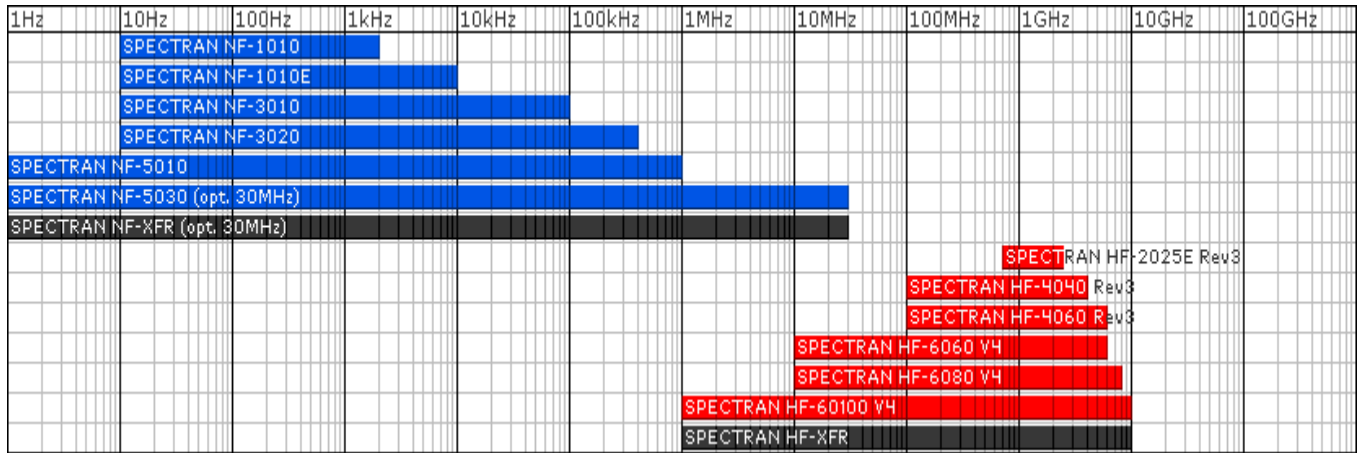 1Hz 10Hz 100Hz 1kHz 10kHz 100kHz 1MHz 10MHz 100MHz 1GHz 10GHz 100GHz
SPECTRAN NF-1010
SPECTRAN NF-1010E
SPECTRAN NF-3010
SPECTRAN NF-3020
SPECTRAN NF-5010
SPECTRAN NF-5030 (opt. 30MHz)
SPECTRAN NF-XFR (opt. 30MHz)
SPECTRAN HF-2025E Rev3
SPECTRAN HF-4040 Rev3
SPECTRAN HF-4060 Rev3
SPECTRAN HF-6060 V4
SPECTRAN HF-6080 V4
SPECTRAN HF-60100 V4
SPECTRAN HF-XFR